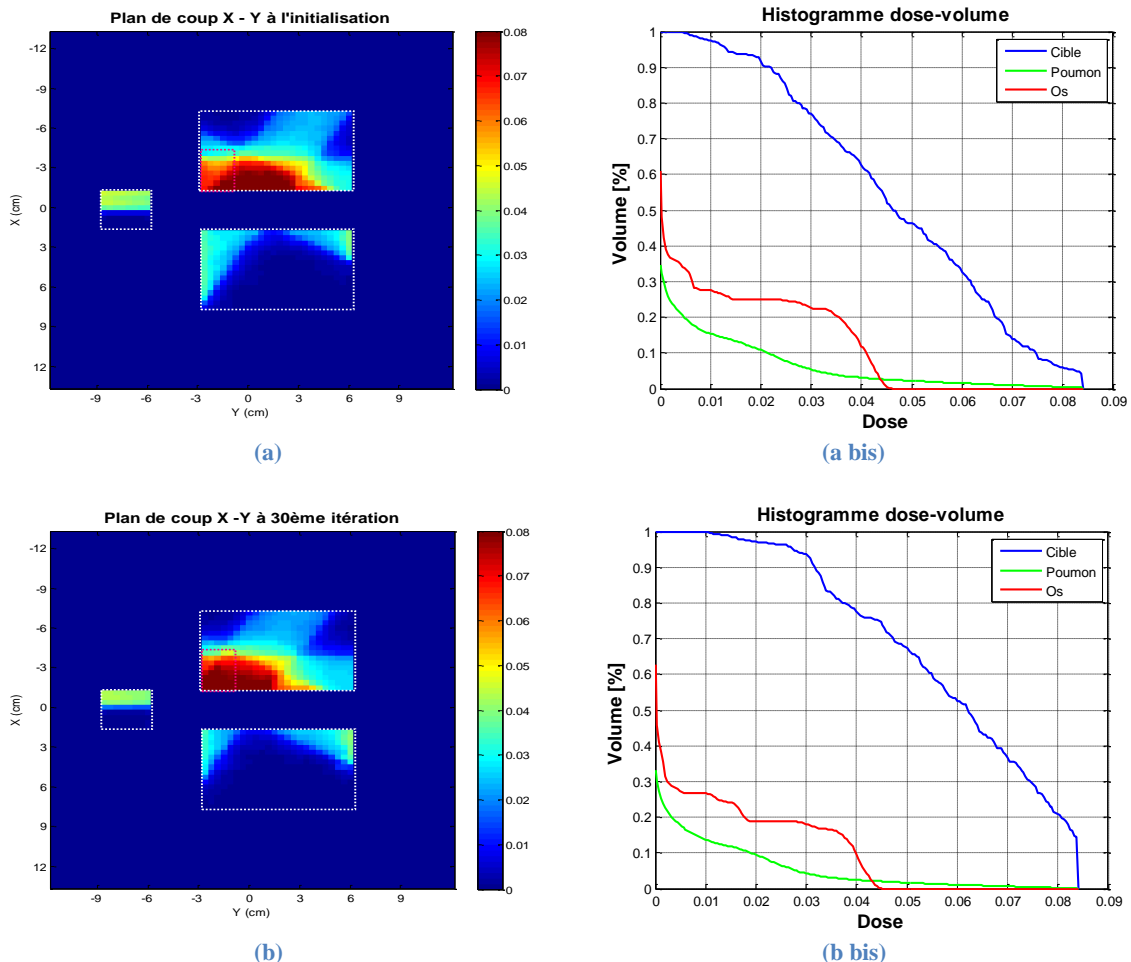 Plan de coup X - Y à l'initialisation
-12
-9
-6
-3
0
3
6
9
12
X (cm)
-9 -6 -3 0 3 6 9
Y (cm)
0.08
0.07
0.06
0.05
0.04
0.03
0.02
0.01
0
(a)
Histogramme dose-volume
1
0.9
0.8
0.7
0.6
0.5
0.4
0.3
0.2
0.1
0
Volume [%]
Cible
Poumon
Os
0 0.01 0.02 0.03 0.04 0.05 0.06 0.07 0.08 0.09
Dose
(a bis)
Plan de coup X -Y à 30ème itération
-12
-9
-6
-3
0
3
6
9
12
X (cm)
-9 -6 -3 0 3 6 9
Y (cm)
0.08
0.07
0.06
0.05
0.04
0.03
0.02
0.01
0
(b)
Histogramme dose-volume
1
0.9
0.8
0.7
0.6
0.5
0.4
0.3
0.2
0.1
0
Volume [%]
Cible
Poumon
Os
0 0.01 0.02 0.03 0.04 0.05 0.06 0.07 0.08 0.09
Dose
(b bis)